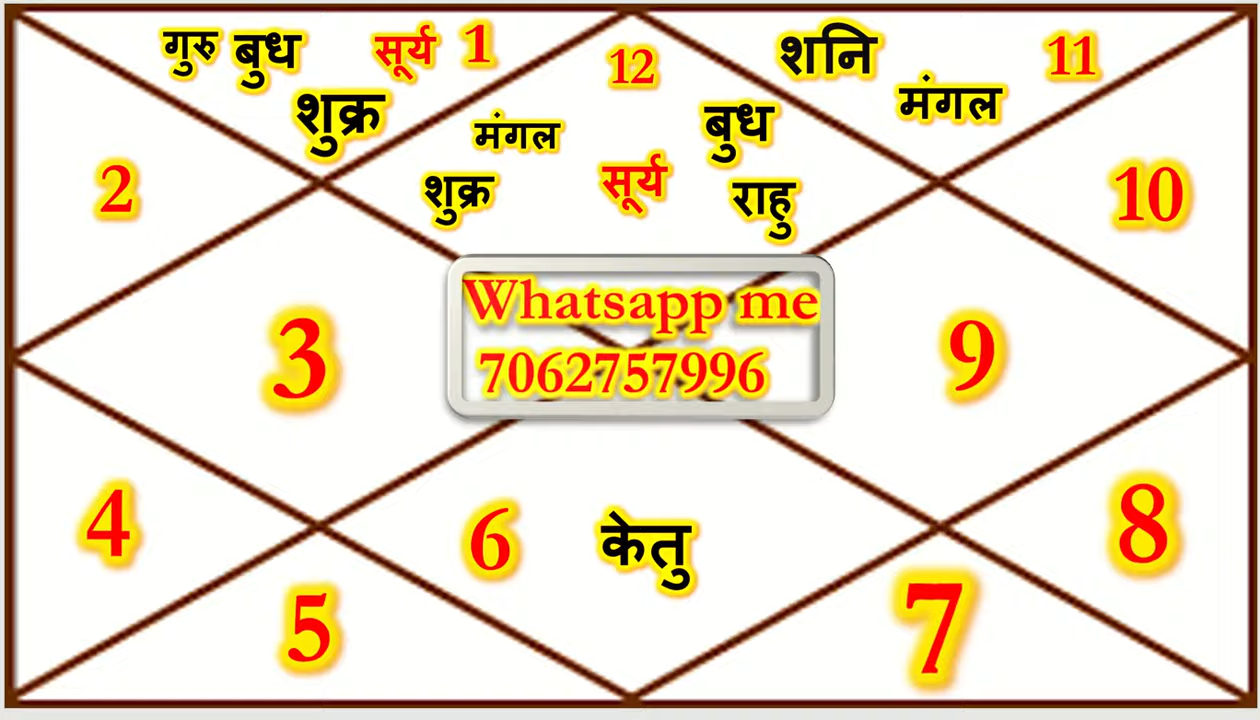 गुरु बुध सूर्य 1
शुक्र
12
मंगल बुध
शुक्र सूर्य राहु
शनि 11
मंगल
2
10
3
Whatsapp me
7062757996
9
4
6 केतु
8
5
7